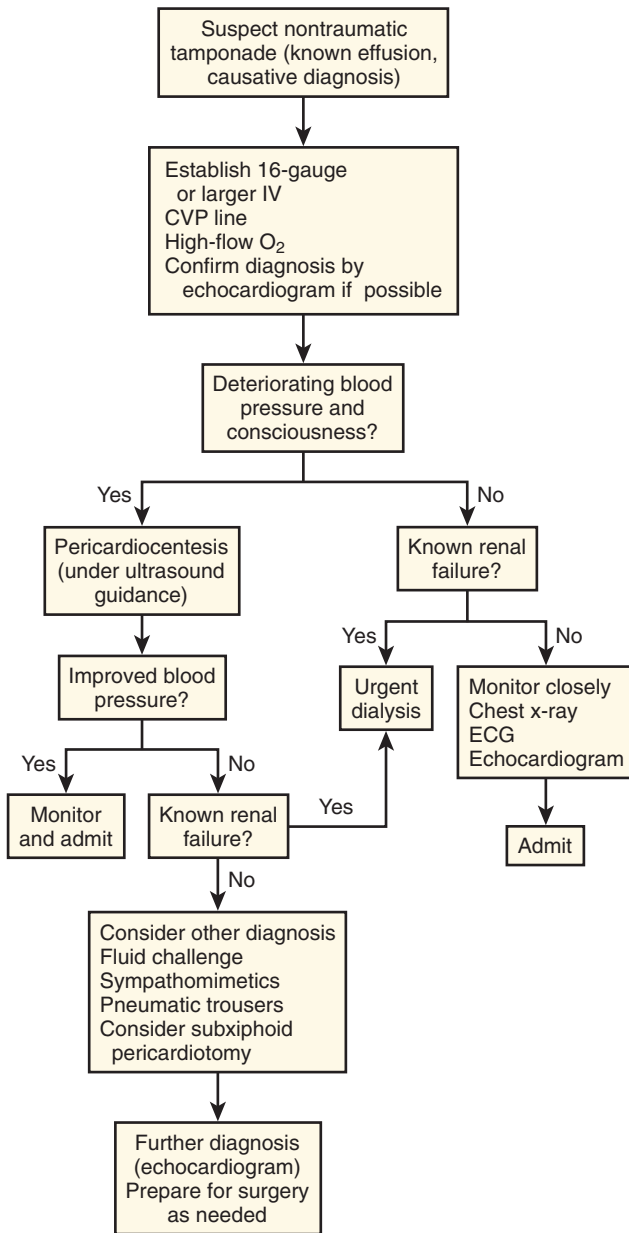 Suspect nontraumatic
tamponade (known effusion,
causative diagnosis)
Establish 16-gauge
or larger IV
CVP line
High-flow O₂
Confirm diagnosis by
echocardiogram if possible
Deteriorating blood
pressure and
consciousness?
Yes
No
Pericardiocentesis
(under ultrasound
guidance)
Known renal
failure?
Yes
No
Improved blood
pressure?
Urgent
dialysis
Monitor closely
Chest x-ray
ECG
Echocardiogram
Yes
No
Monitor
and admit
Known renal
failure?
Yes
Admit
No
Consider other diagnosis
Fluid challenge
Sympathomimetics
Pneumatic trousers
Consider subxiphoid
pericardiotomy
Further diagnosis
(echocardiogram)
Prepare for surgery
as needed